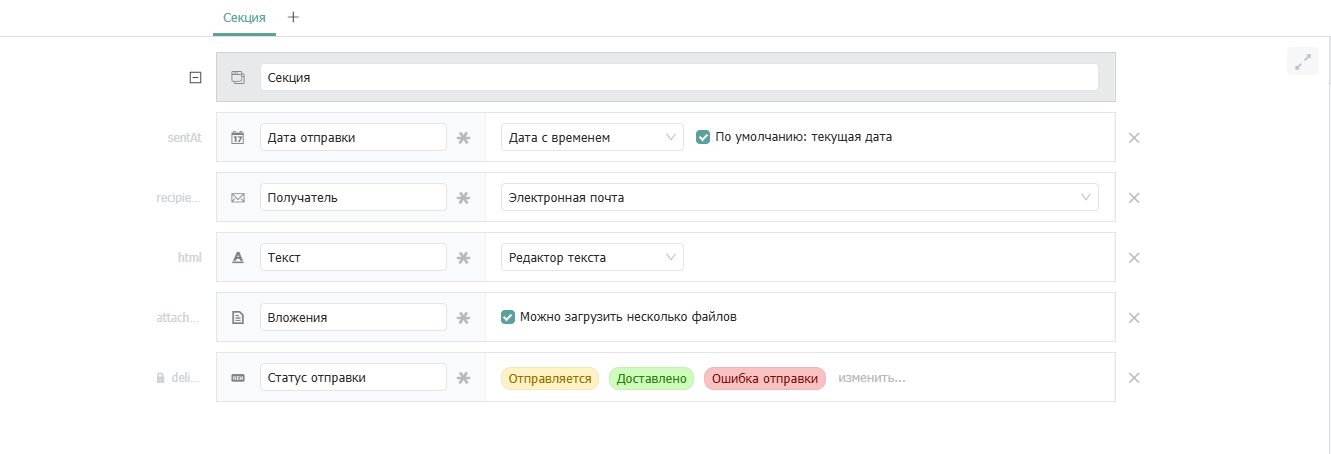 Секция
Секция
sentAt Дата отправки Дата с временем По умолчанию: текущая дата
recipie... Получатель Электронная почта
html Текст Редактор текста
attach... Вложения Можно загрузить несколько файлов
deli... Статус отправки Отправляется Доставлено Ошибка отправки изменить...